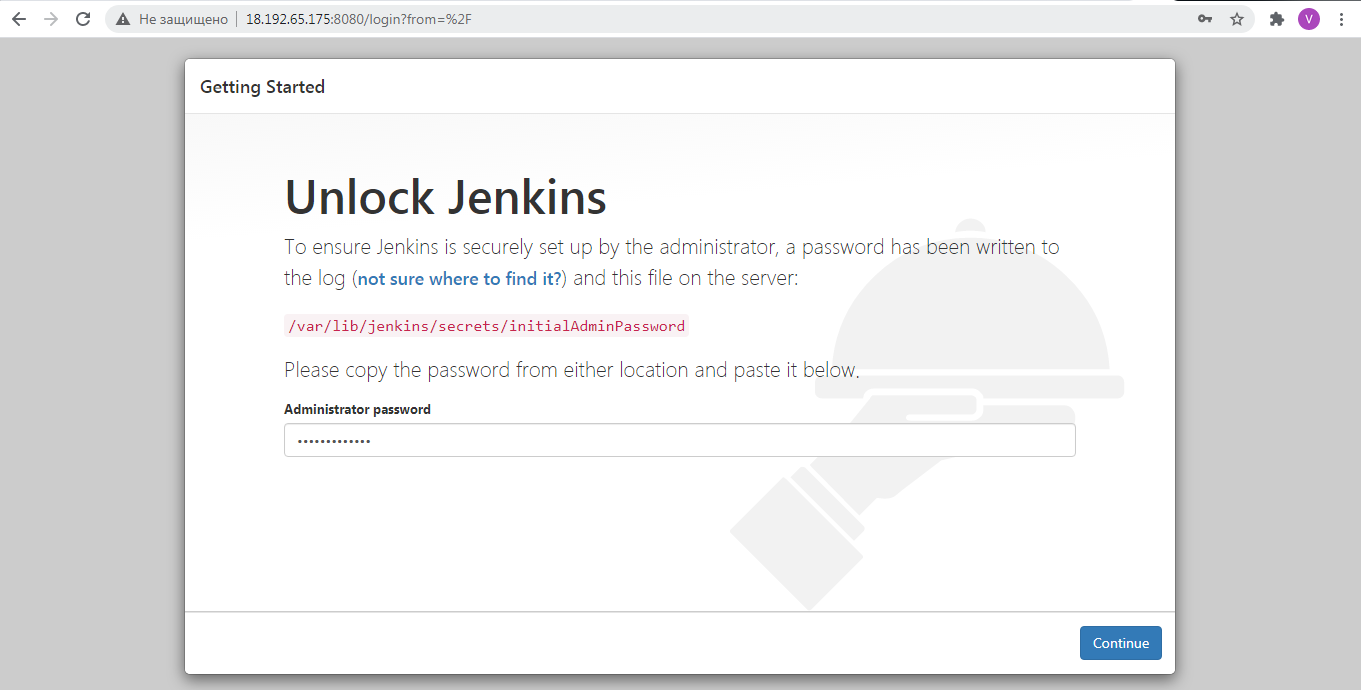 Не защищено
18.192.65.175:8080/login?from=%2F
V
Getting Started
Unlock Jenkins
To ensure Jenkins is securely set up by the administrator, a password has been written to
the log (not sure where to find it?) and this file on the server:
/var/lib/jenkins/secrets/initialAdminPassword
Please copy the password from either location and paste it below.
Administrator password
•••••••••••••
Continue